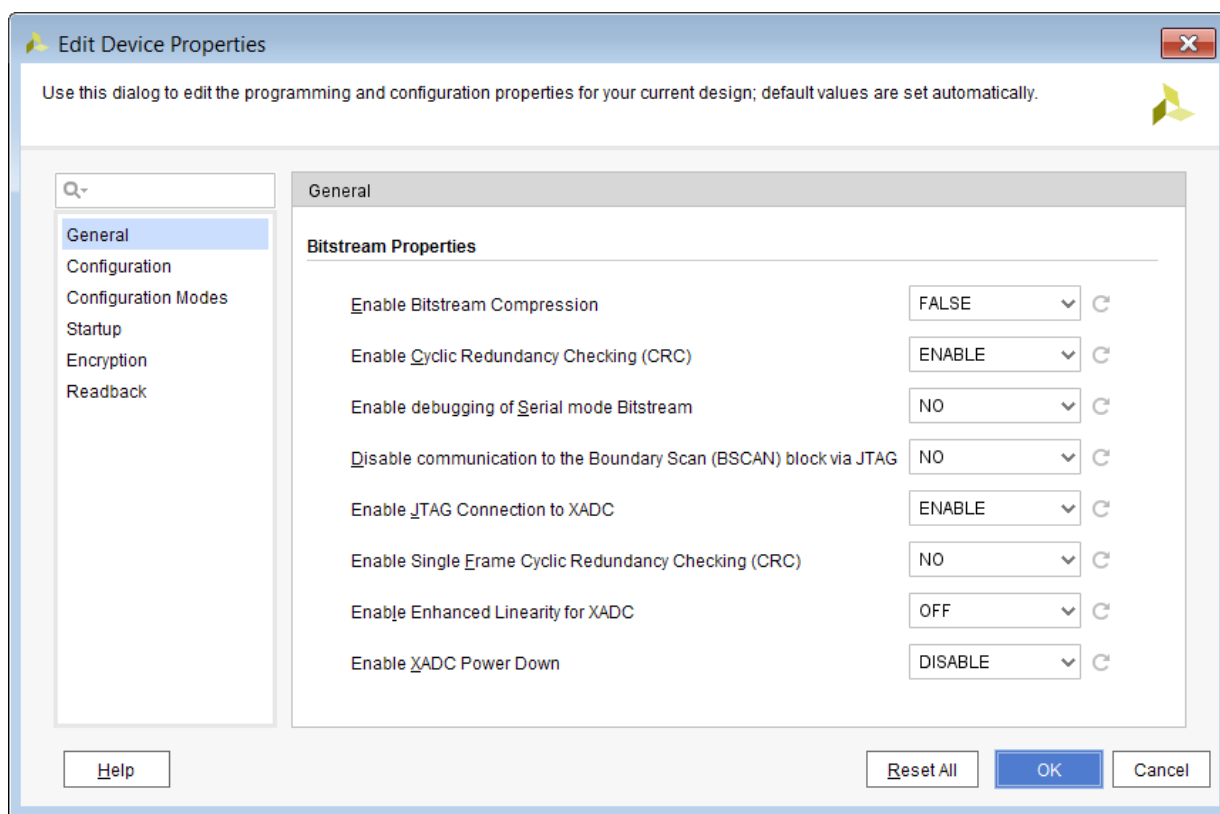 Edit Device Properties
Use this dialog to edit the programming and configuration properties for your current design; default values are set automatically.
General
General
Configuration
Configuration Modes
Startup
Encryption
Readback
Bitstream Properties
Enable Bitstream Compression FALSE
Enable Cyclic Redundancy Checking (CRC) ENABLE
Enable debugging of Serial mode Bitstream NO
Disable communication to the Boundary Scan (BSCAN) block via JTAG NO
Enable JTAG Connection to XADC ENABLE
Enable Single Frame Cyclic Redundancy Checking (CRC) NO
Enable Enhanced Linearity for XADC OFF
Enable XADC Power Down DISABLE
Help Reset All OK Cancel